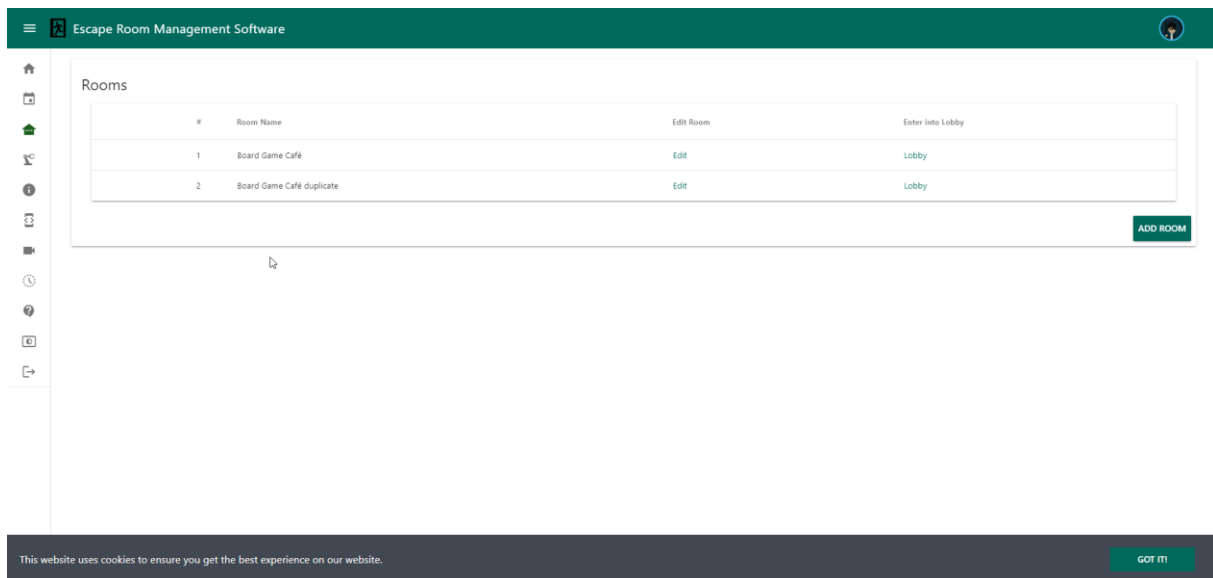 Escape Room Management Software
Rooms
# Room Name Edit Room Enter into Lobby
1 Board Game Café Edit Lobby
2 Board Game Café duplicate Edit Lobby
ADD ROOM
This website uses cookies to ensure you get the best experience on our website. GOT IT!